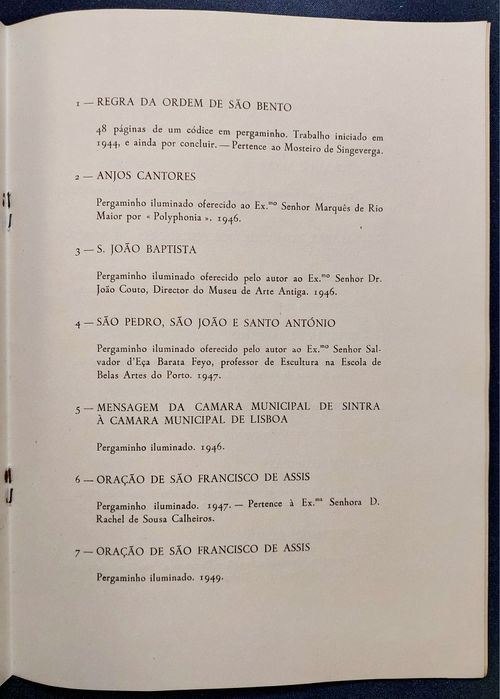 1 — REGRA DA ORDEM DE SÃO BENTO
48 páginas de um códice em pergaminho. Trabalho iniciado em
1944, e ainda por concluir. — Pertence ao Mosteiro de Singeverga.
2 — ANJOS CANTORES
Pergaminho iluminado oferecido ao Ex.mo Senhor Marquês de Rio
Maior por « Polyphonia ». 1946.
3 — S. JOÃO BAPTISTA
Pergaminho iluminado oferecido pelo autor ao Ex.mo Senhor Dr.
João Couto, Director do Museu de Arte Antiga. 1946.
4 — SÃO PEDRO, SÃO JOÃO E SANTO ANTÓNIO
Pergaminho iluminado oferecido pelo autor ao Ex.mo Senhor Sal-
vador d'Eça Barata Feyo, professor de Escultura na Escola de
Belas Artes do Porto. 1947.
5 — MENSAGEM DA CAMARA MUNICIPAL DE SINTRA
À CAMARA MUNICIPAL DE LISBOA
Pergaminho iluminado. 1946.
6 — ORAÇÃO DE SÃO FRANCISCO DE ASSIS
Pergaminho iluminado. 1947. — Pertence à Ex.ma Senhora D.
Rachel de Sousa Calheiros.
7 — ORAÇÃO DE SÃO FRANCISCO DE ASSIS
Pergaminho iluminado. 1949.